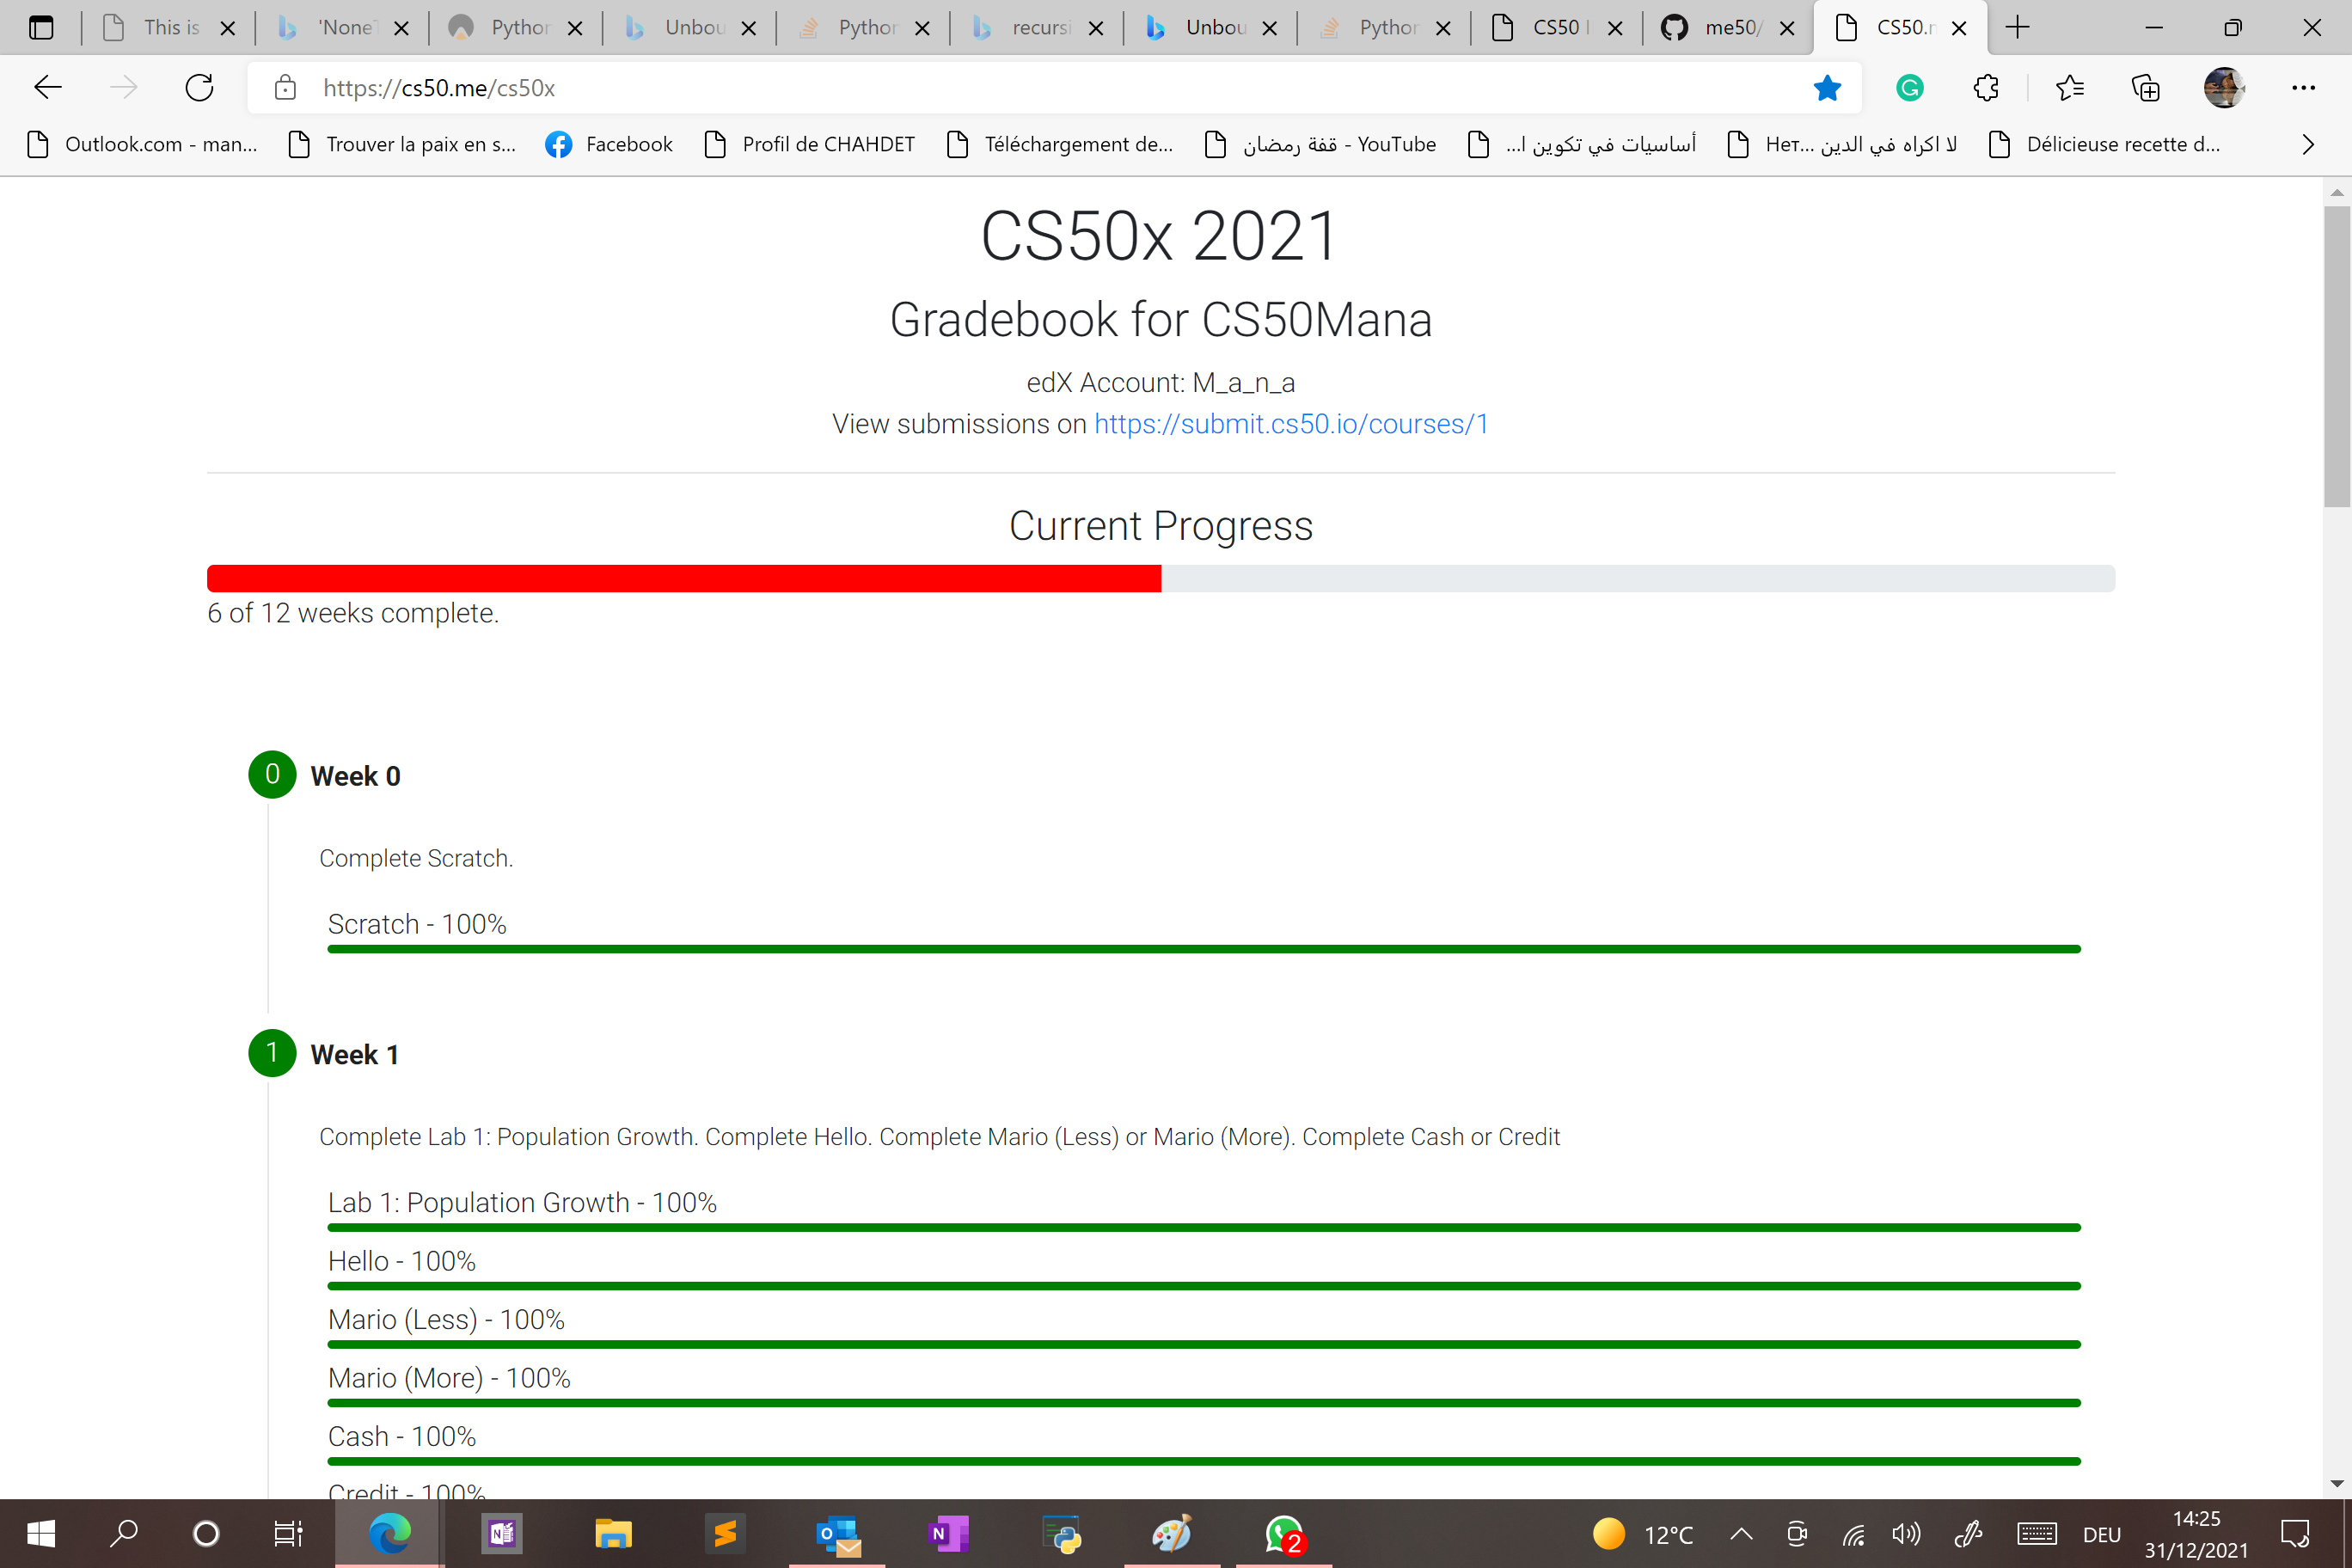 This is
'None
Python
Unbou
Python
recursi
Unbou
Python
CS50
me50/
CS50.
https://cs50.me/cs50x
Outlook.com - man...
Trouver la paix en s...
Facebook
Profil de CHAHDET
Téléchargement de...
قفة رمضان - YouTube
أساسيات في تكوين ا...
لا اكراه في الدين ...Нет
Délicieuse recette d...
CS50x 2021
Gradebook for CS50Mana
edX Account: M_a_n_a
View submissions on https://submit.cs50.io/courses/1
Current Progress
6 of 12 weeks complete.
0 Week 0
Complete Scratch.
Scratch - 100%
1 Week 1
Complete Lab 1: Population Growth. Complete Hello. Complete Mario (Less) or Mario (More). Complete Cash or Credit
Lab 1: Population Growth - 100%
Hello - 100%
Mario (Less) - 100%
Mario (More) - 100%
Cash - 100%
Credit - 100%
2
12°C
DEU
14:25
31/12/2021